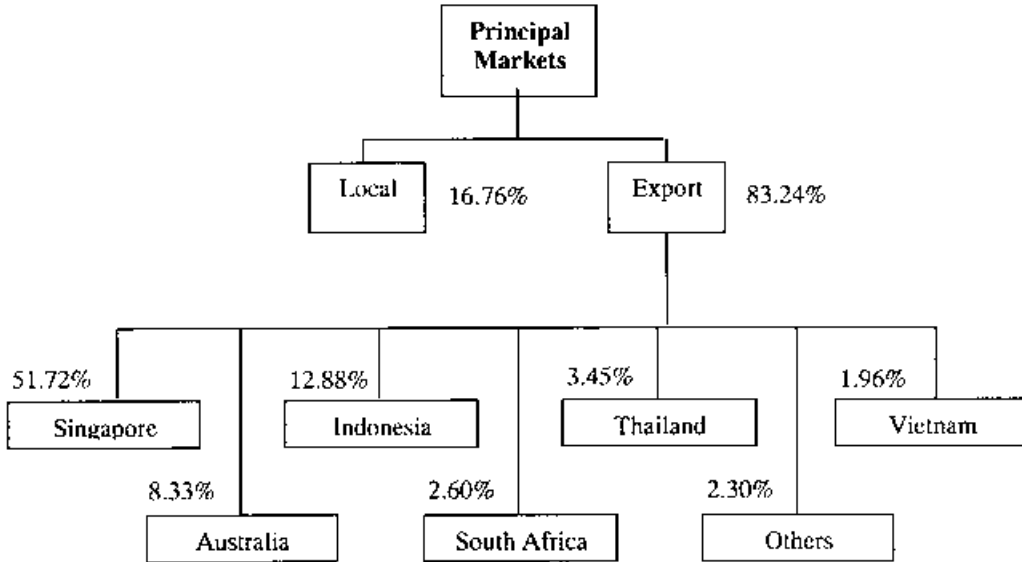 Principal
Markets
Local
16.76%
Export
83.24%
51.72%
12.88%
3.45%
1.96%
Singapore
Indonesia
Thailand
Vietnam
8.33%
2.60%
2.30%
Australia
South Africa
Others